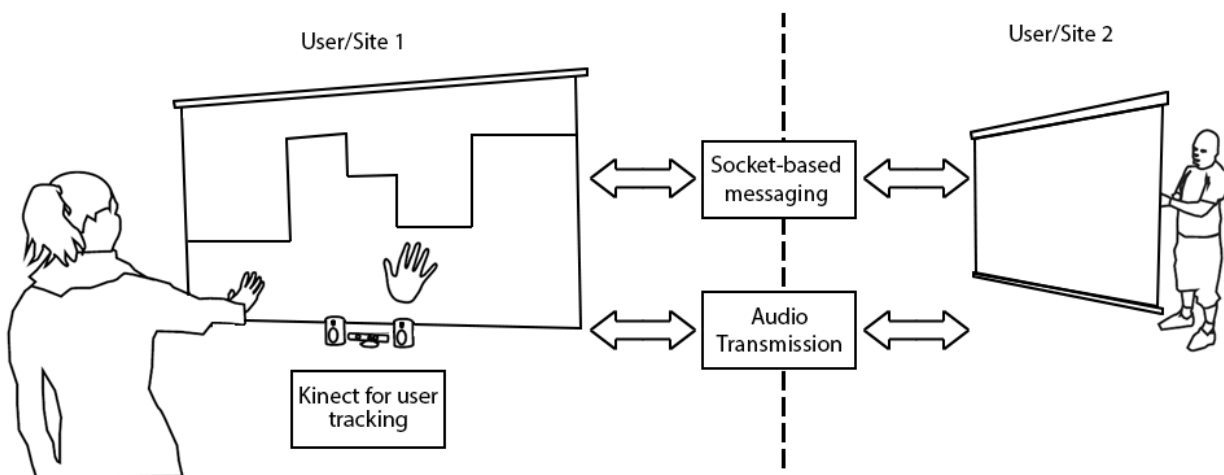 User/Site 1
User/Site 2
Socket-based
messaging
Audio
Transmission
Kinect for user
tracking